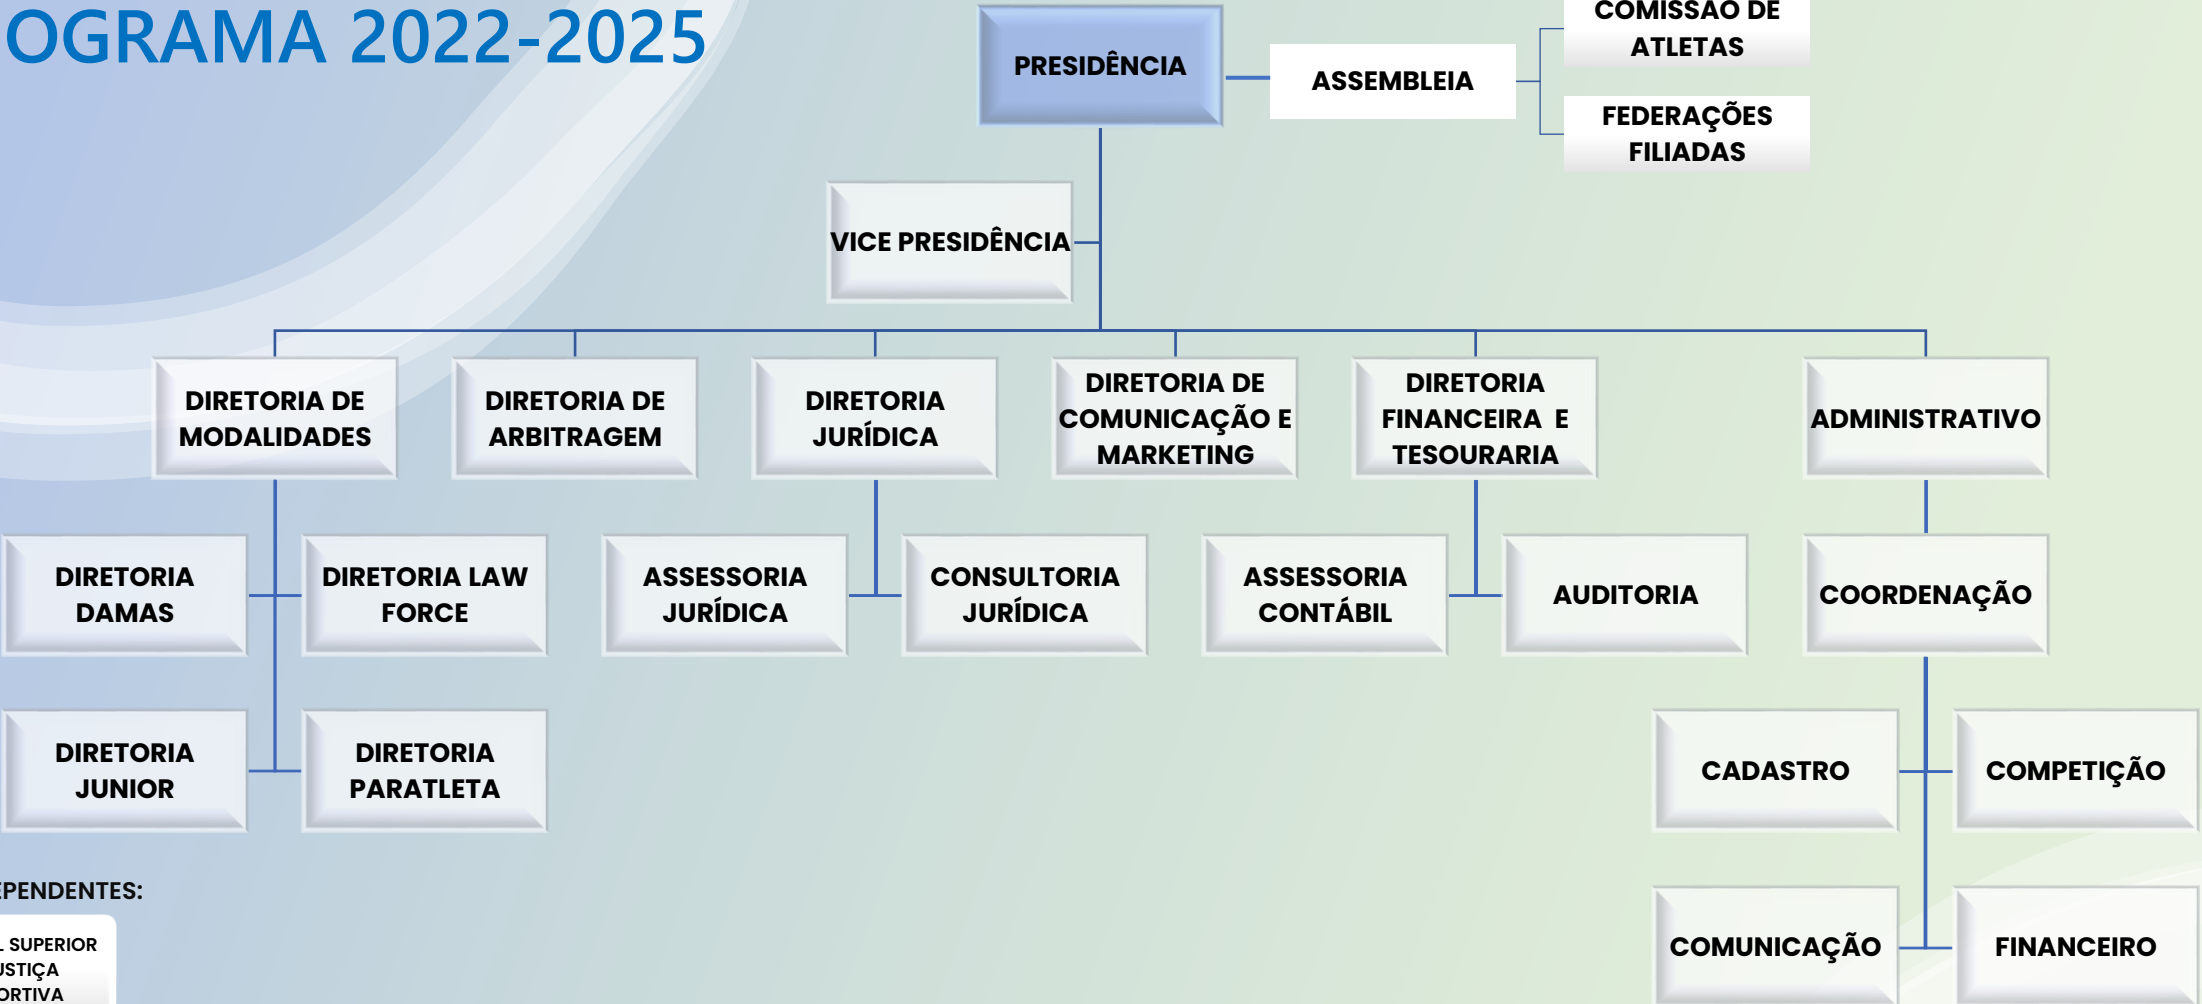 OGRAMA 2022-2025
PRESIDÊNCIA
ASSEMBLEIA
COMISSÃO DE
ATLETAS
FEDERAÇÕES
FILIADAS
VICE PRESIDÊNCIA
DIRETORIA DE
MODALIDADES
DIRETORIA DE
ARBITRAGEM
DIRETORIA
JURÍDICA
DIRETORIA DE
COMUNICAÇÃO E
MARKETING
DIRETORIA
FINANCEIRA E
TESOURARIA
ADMINISTRATIVO
DIRETORIA
DAMAS
DIRETORIA LAW
FORCE
ASSESSORIA
JURÍDICA
CONSULTORIA
JURÍDICA
ASSESSORIA
CONTÁBIL
AUDITORIA
COORDENAÇÃO
DIRETORIA
JUNIOR
DIRETORIA
PARATLETA
CADASTRO
COMPETIÇÃO
COMUNICAÇÃO
FINANCEIRO
EPENDENTES:
L SUPERIOR
USTIÇA
ORTIVA